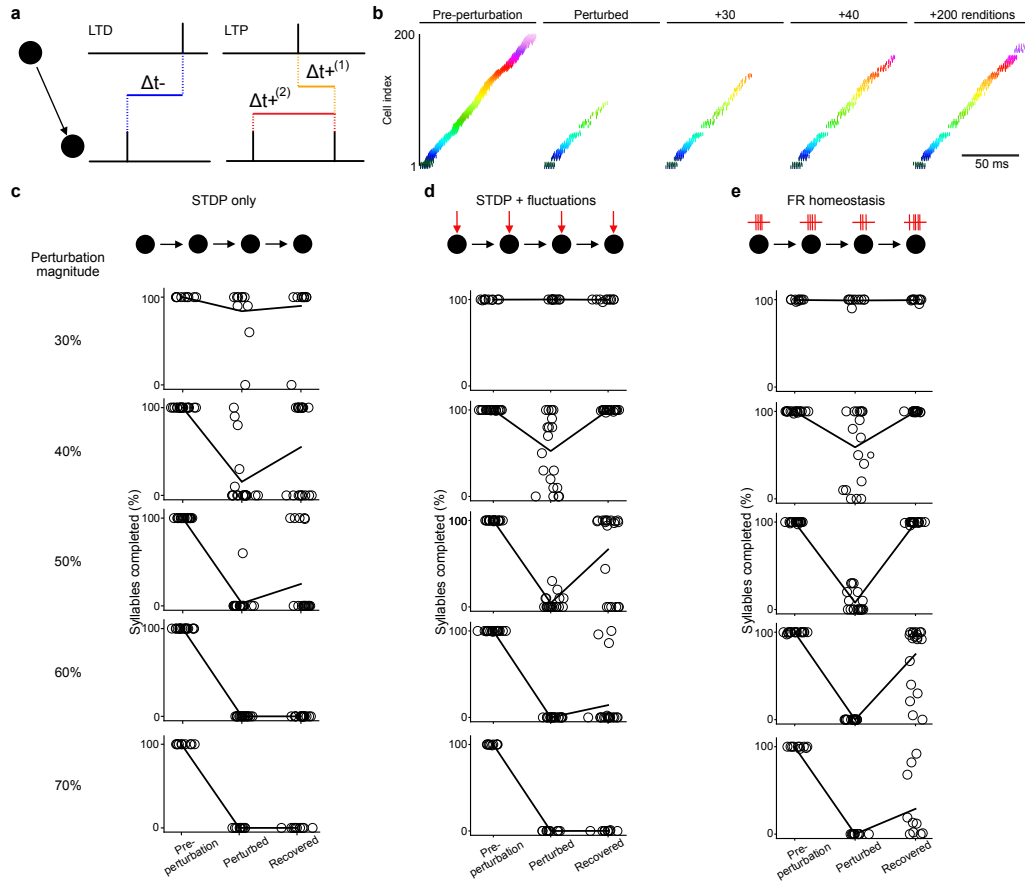 a
LTD
LTP
Δt-
Δt+(1)
Δt+(2)
b
Pre-perturbation
Perturbed
+30
+40
+200 renditions
Cell index
200
1
50 ms
c
STDP only
d
STDP + fluctuations
e
FR homeostasis
Perturbation
magnitude
30%
40%
50%
60%
70%
Syllables completed (%)
100
0
100
0
100
0
100
0
100
0
Pre-
perturbation
Perturbed
Recovered
Syllables completed (%)
100
0
100
0
100
0
100
0
100
0
Pre-
perturbation
Perturbed
Recovered
Syllables completed (%)
100
0
100
0
100
0
100
0
100
0
Pre-
perturbation
Perturbed
Recovered